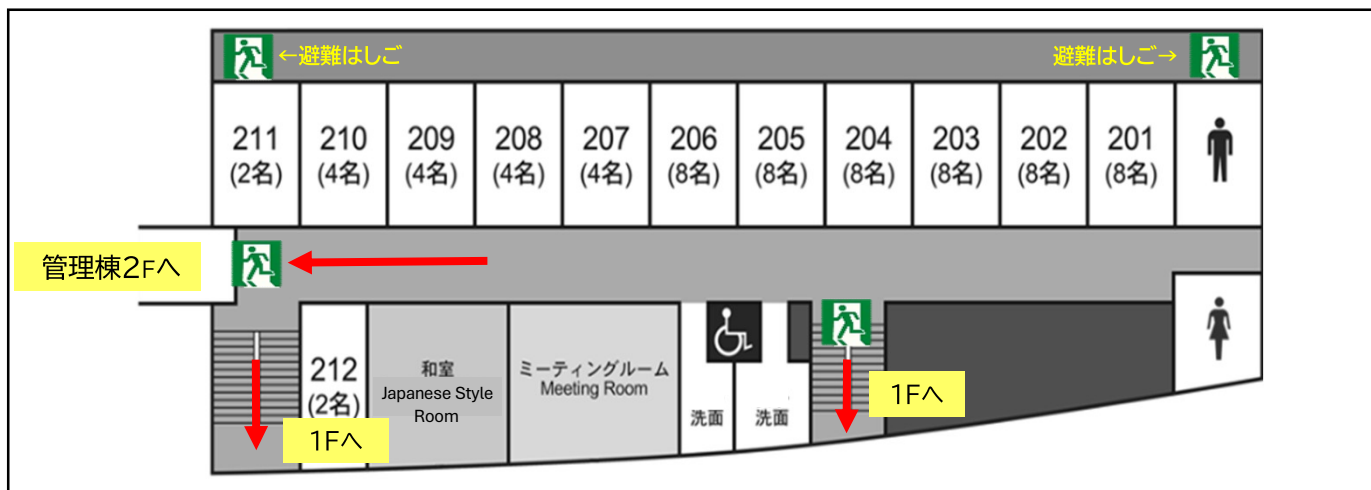 ←避難はしご
避難はしご→
211
(2名)
210
(4名)
209
(4名)
208
(4名)
207
(4名)
206
(8名)
205
(8名)
204
(8名)
203
(8名)
202
(8名)
201
(8名)
管理棟2Fへ
212
(2名)
和室
Japanese Style
Room
ミーティングルーム
Meeting Room
洗面
洗面
1Fへ
1Fへ